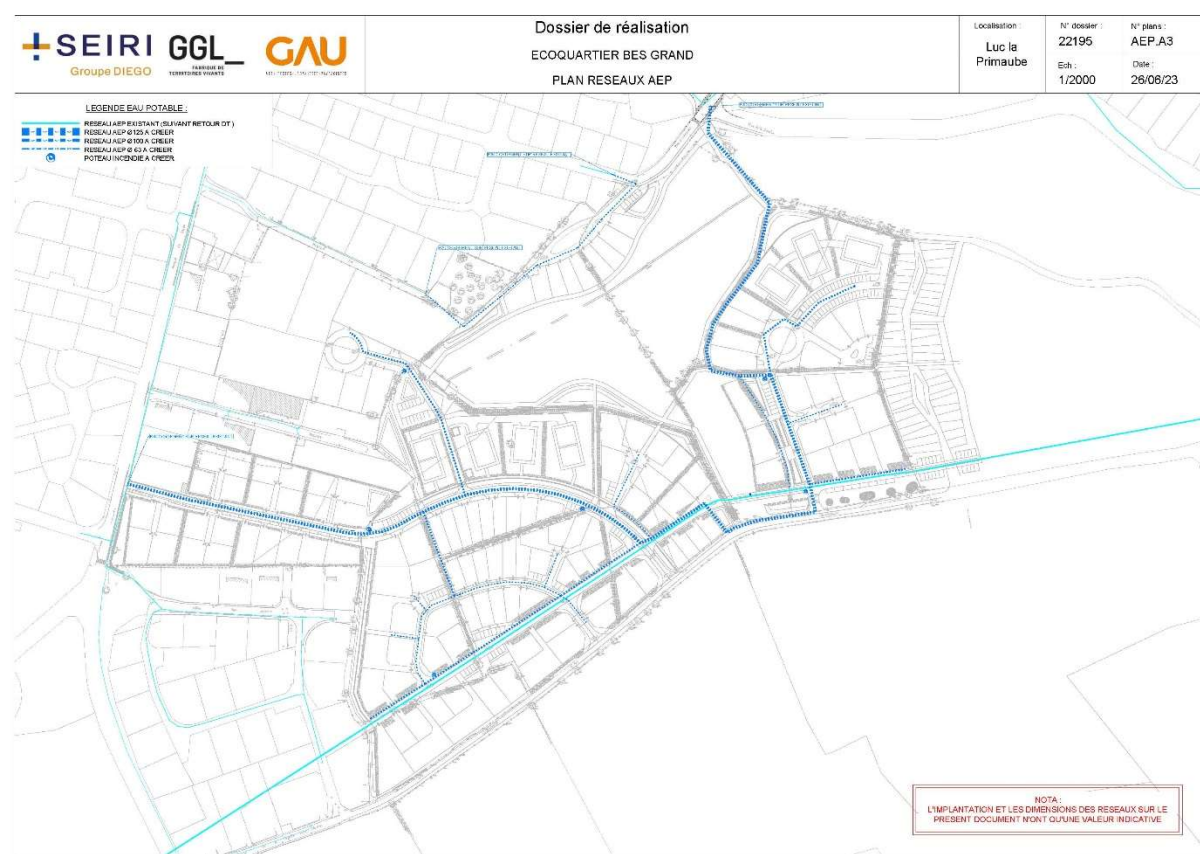 SEIRI
Groupe DIEGO
GGL_
FABRIQUE DE
TERRITOIRES VIVANTS
GAU
Dossier de réalisation
ECOQUARTIER BES GRAND
PLAN RESEAUX AEP
Localisation :
Luc la
Primaube
N° dossier :
22195
Ech :
1/2000
N° plans :
AEP.A3
Date :
26/06/23
LEGENDE EAU POTABLE :
RESEAU AEP EXISTANT (SUIVANT RETOUR DT )
RESEAU AEP Ø125 A CREER
RESEAU AEP Ø100 A CREER
RESEAU AEP Ø 63 A CREER
POTEAU INCENDIE A CREER
NOTA :
L'IMPLANTATION ET LES DIMENSIONS DES RESEAUX SUR LE
PRESENT DOCUMENT N'ONT QU'UNE VALEUR INDICATIVE